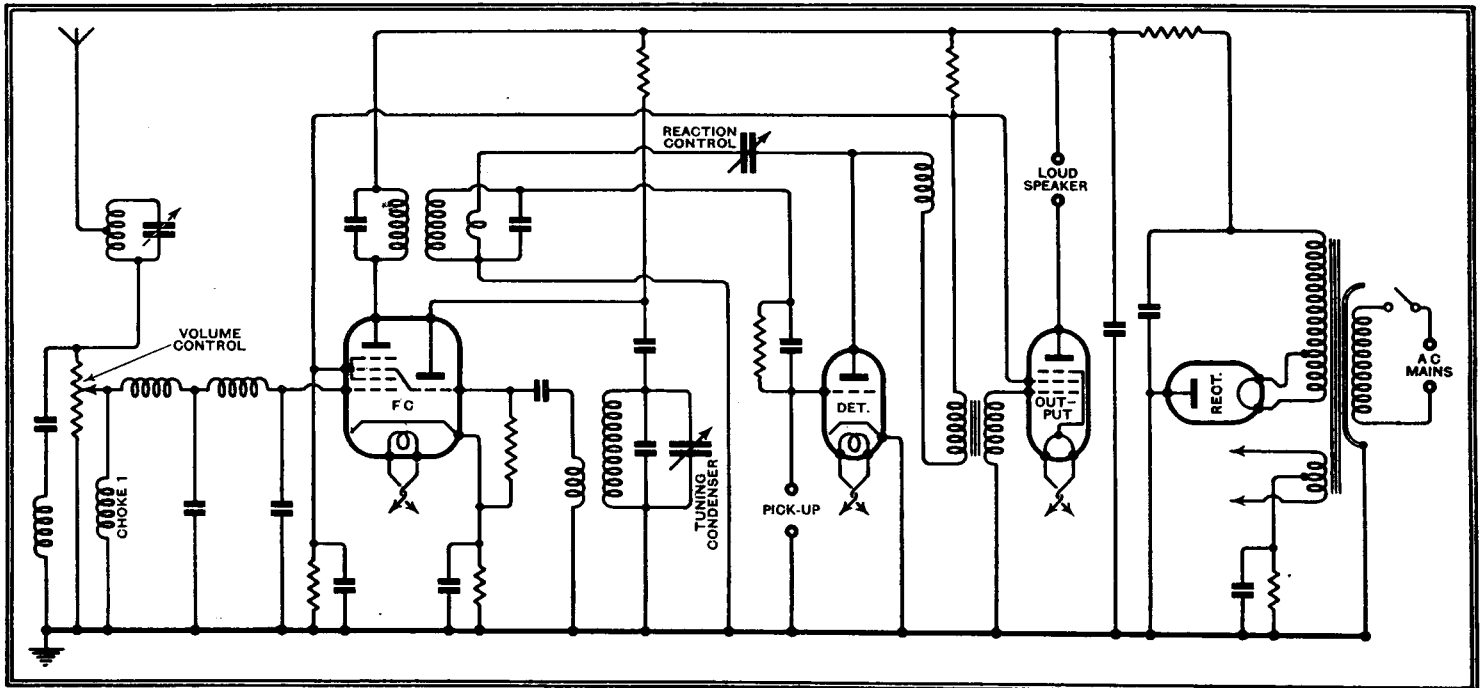 REACTION
CONTROL
LOUD
SPEAKER
VOLUME
CONTROL
A C
MAINS
F C
DET.
OUT-
PUT
RECT.
CHOKE 1
TUNING
CONDENSER
PICK-UP